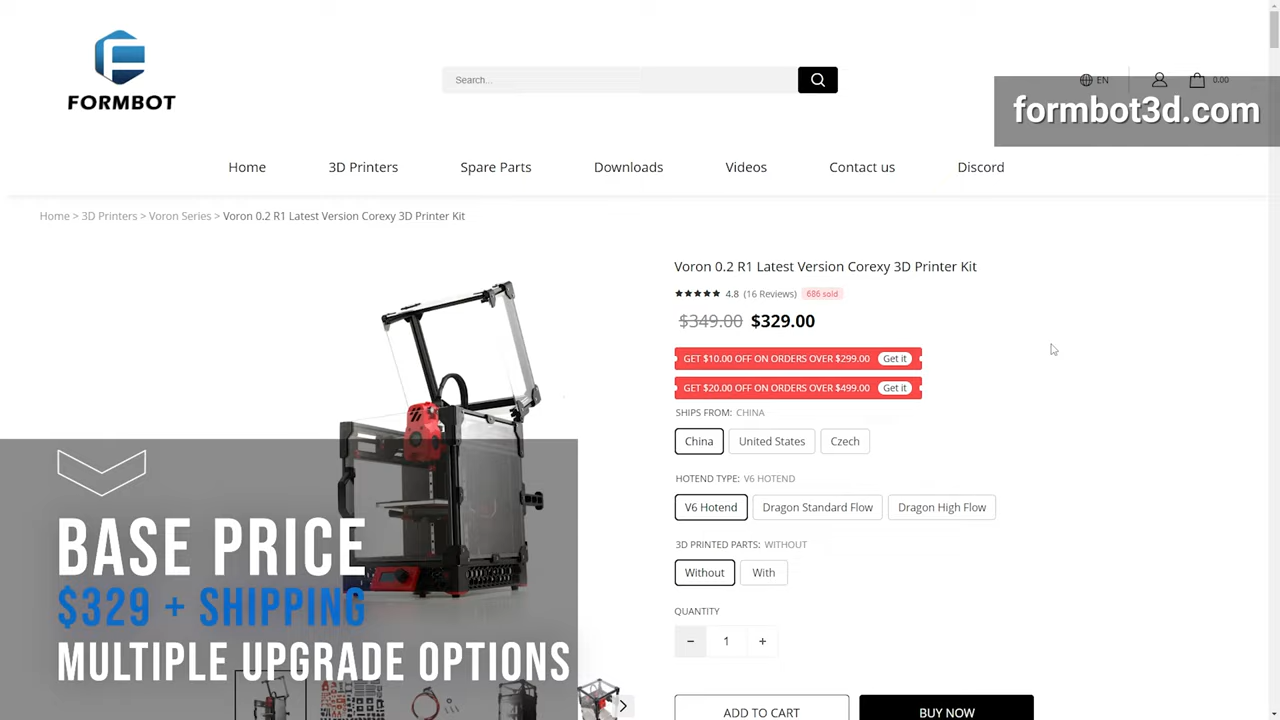 FORMBOT
Search...
EN
0.00
formbot3d.com
Home
3D Printers
Spare Parts
Downloads
Videos
Contact us
Discord
Home > 3D Printers > Voron Series > Voron 0.2 R1 Latest Version Corexy 3D Printer Kit
Voron 0.2 R1 Latest Version Corexy 3D Printer Kit
4.8 (16 Reviews) 686 sold
$349.00 $329.00
GET $10.00 OFF ON ORDERS OVER $299.00 Get it
GET $20.00 OFF ON ORDERS OVER $499.00 Get it
SHIPS FROM: CHINA
China
United States
Czech
HOTEND TYPE: V6 HOTEND
V6 Hotend
Dragon Standard Flow
Dragon High Flow
3D PRINTED PARTS: WITHOUT
Without
With
QUANTITY
− 1 +
ADD TO CART
BUY NOW
BASE PRICE
$329 + SHIPPING
MULTIPLE UPGRADE OPTIONS